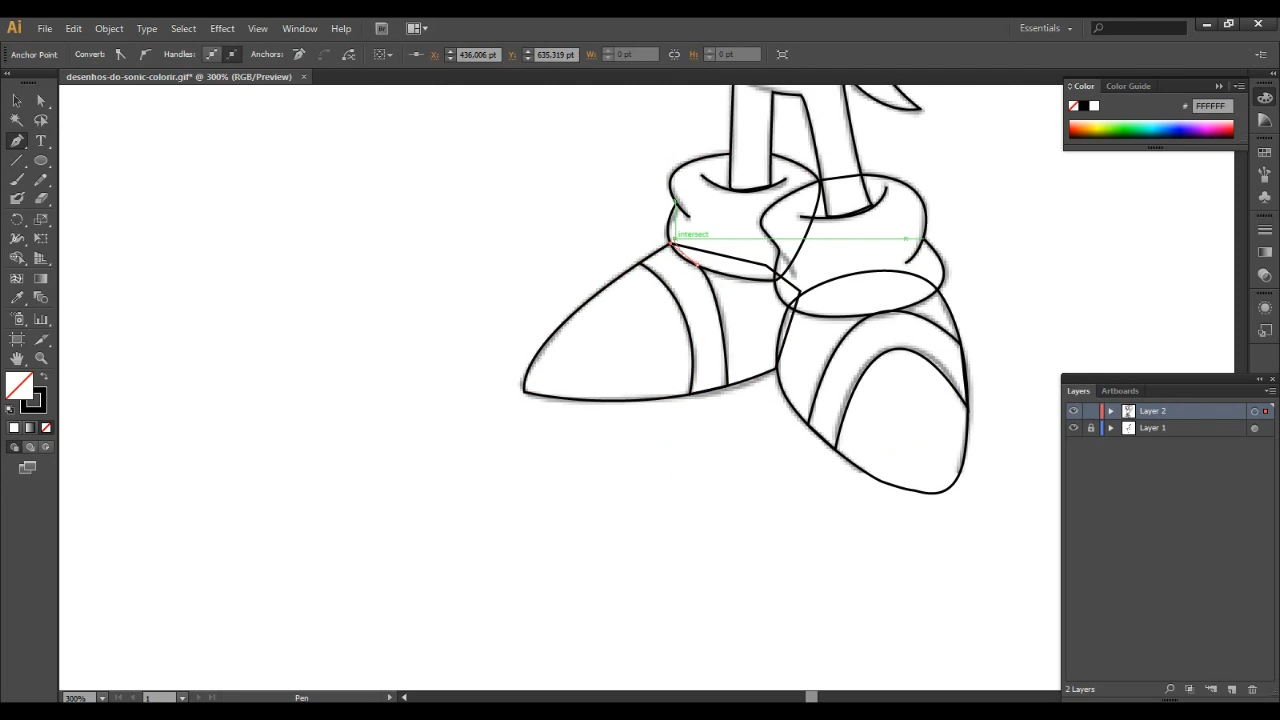 Ai File Edit Object Type Select Effect View Window Help Br Essentials
Anchor Point Convert: Handles: Anchors: X: 436.006 pt Y: 635.319 pt W: 0 pt H: 0 pt
desenhos-do-sonic-colorir.gif* @ 300% (RGB/Preview) ×
Color Color Guide
# FFFFFF
T
intersect
Layers Artboards
Layer 2
Layer 1
2 Layers
300% 1 Pen